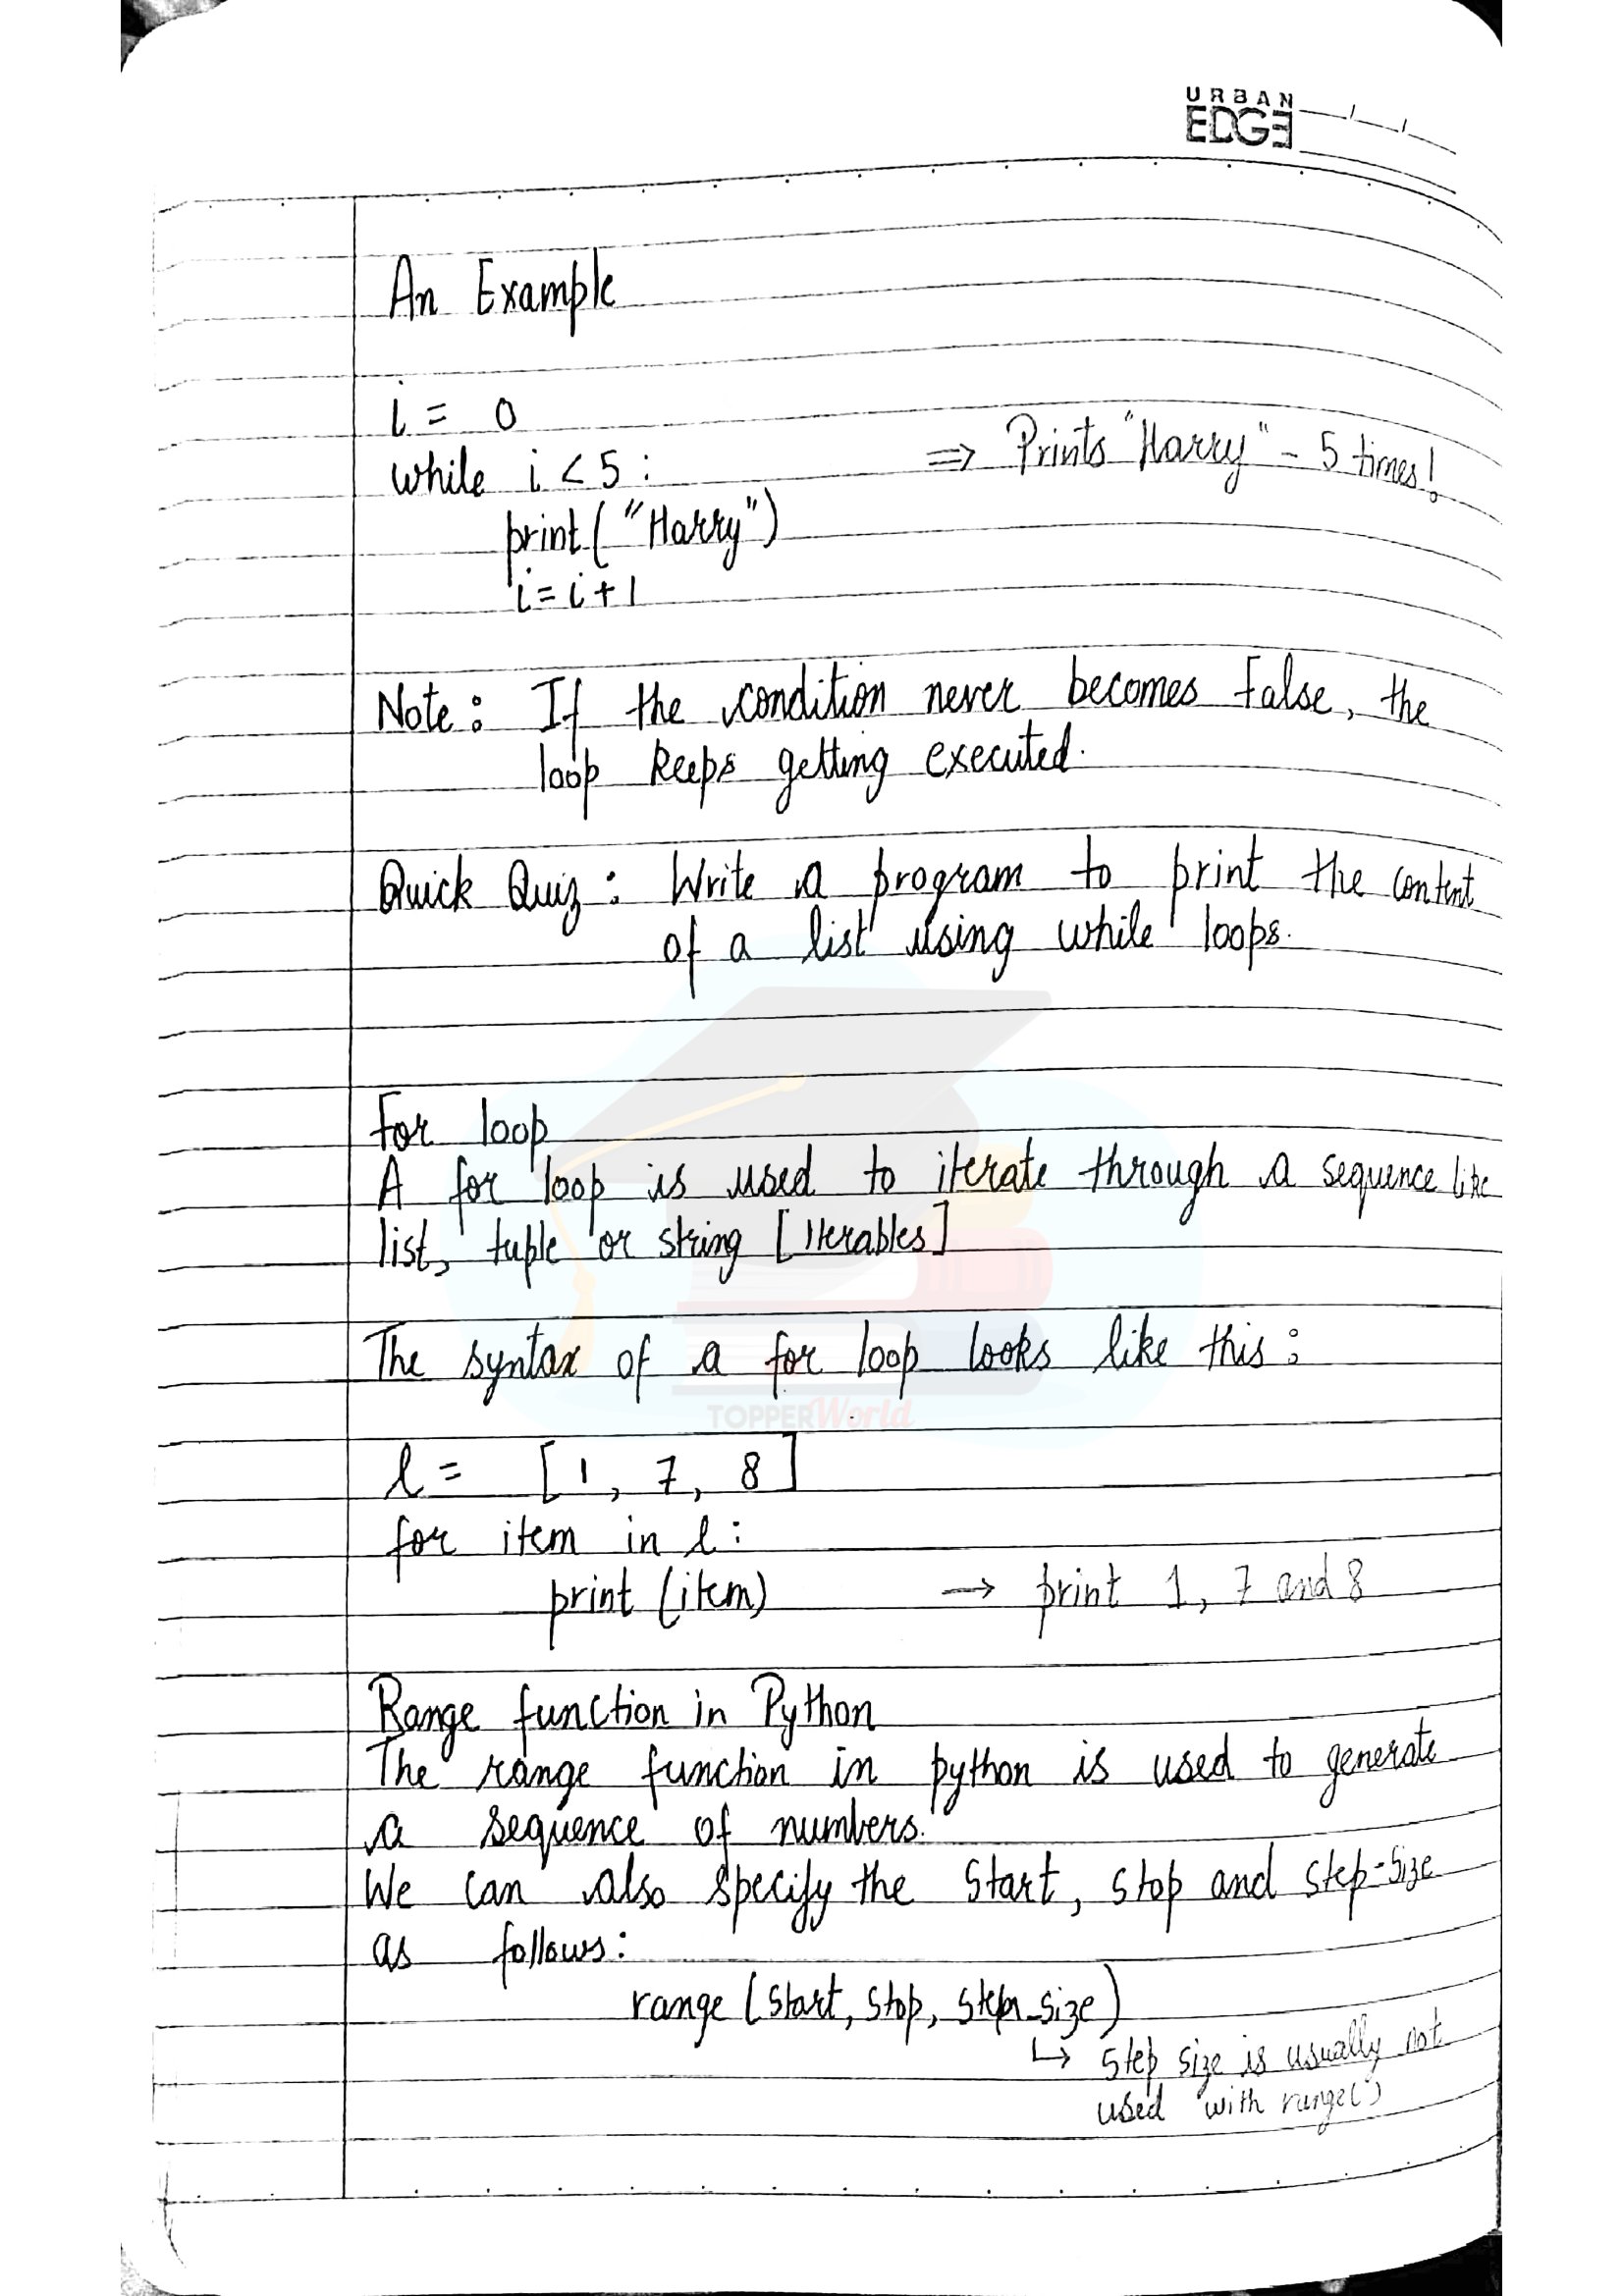 URBAN
EDGE
An Example
i = 0
while i < 5 :
⇒ Prints "Harry" - 5 times!
print ( "Harry" )
i = i + 1
Note : If the condition never becomes False, the
loop keeps getting executed.
Quick Quiz : Write a program to print the content
of a list using while loops.
For loop
A for loop is used to iterate through a sequence like
list, tuple or string [Iterables]
The syntax of a for loop looks like this :
TOPPERWorld
l = [1, 7, 8]
for item in l :
print (item) → print 1, 7 and 8
Range function in Python
The range function in python is used to generate
a sequence of numbers.
We can also specify the start, stop and step-size
as follows :
range (start, stop, step_size)
↳ step size is usually not
used with range()